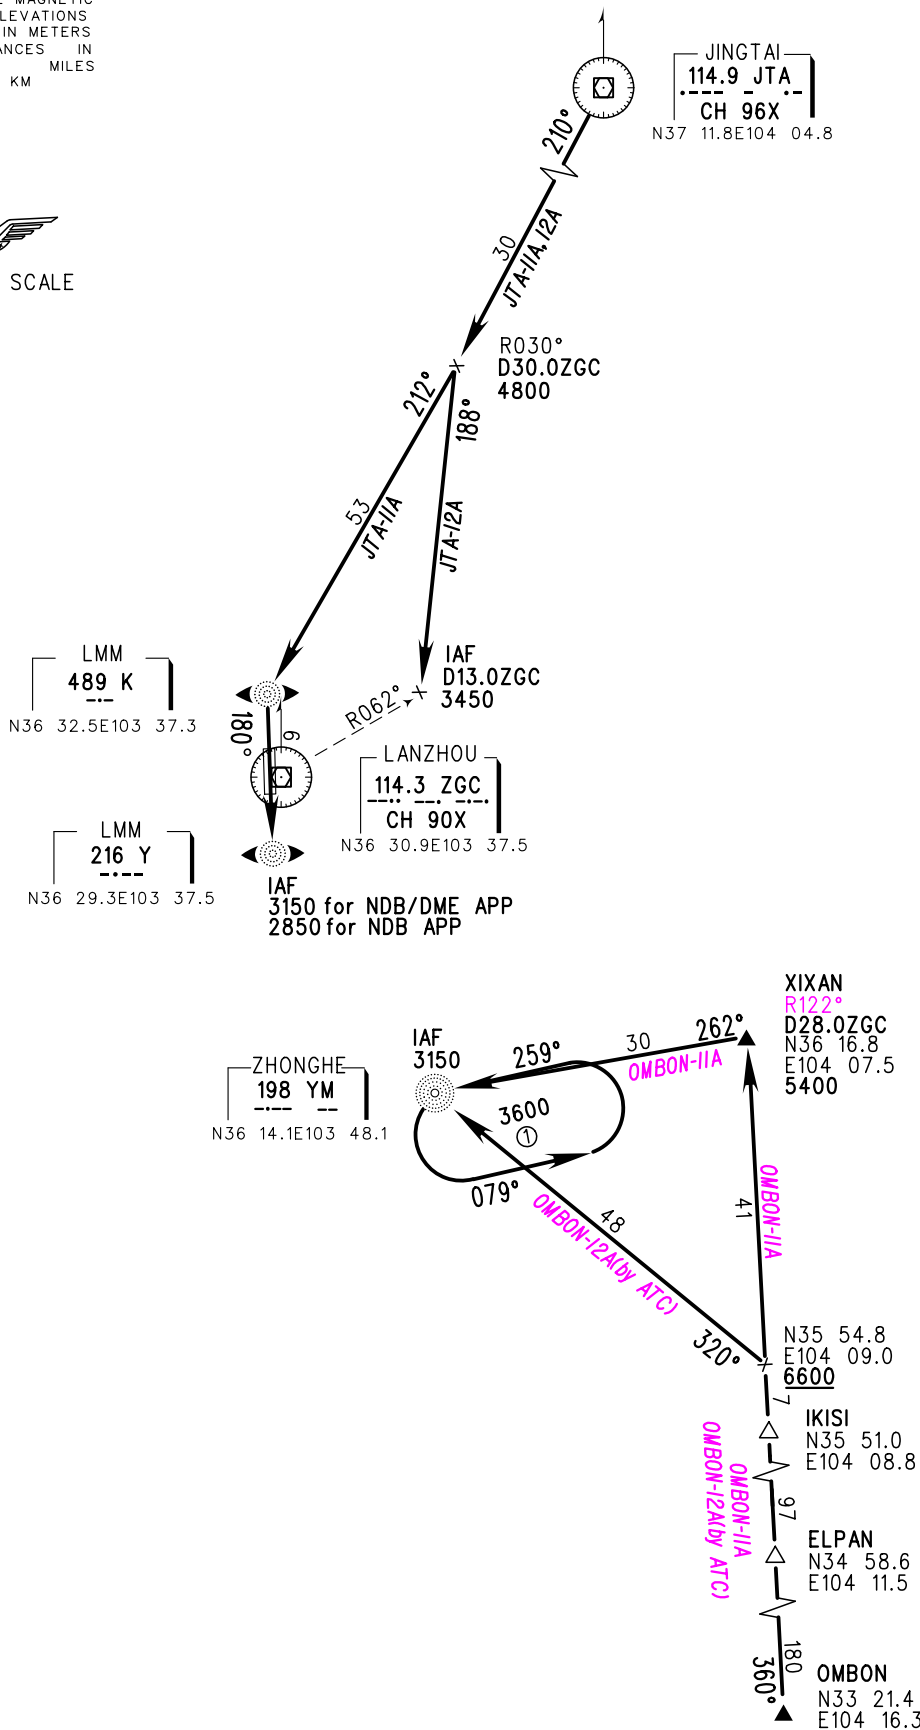 MAGNETIC
IN METERS
IN
MILES
KM
SCALE
JINGTAI
114.9 JTA
CH 96X
N37 11.8E104 04.8
210°
30
JTA-11A,12A
R030°
D30.0ZGC
4800
212°
188°
53
JTA-11A
JTA-12A
IAF
D13.0ZGC
3450
R062°
LMM
489 K
N36 32.5E103 37.3
180°
6
LANZHOU
114.3 ZGC
CH 90X
N36 30.9E103 37.5
LMM
216 Y
N36 29.3E103 37.5
IAF
3150 for NDB/DME APP
2850 for NDB APP
XIXAN
R122°
D28.0ZGC
N36 16.8
E104 07.5
5400
IAF
3150
259°
30
262°
OMBON-11A
ZHONGHE
198 YM
N36 14.1E103 48.1
3600
①
079°
48
OMBON-12A(by ATC)
41
OMBON-11A
320°
N35 54.8
E104 09.0
6600
7
IKISI
N35 51.0
E104 08.8
OMBON-11A
OMBON-12A(by ATC)
97
ELPAN
N34 58.6
E104 11.5
180
360°
OMBON
N33 21.4
E104 16.3